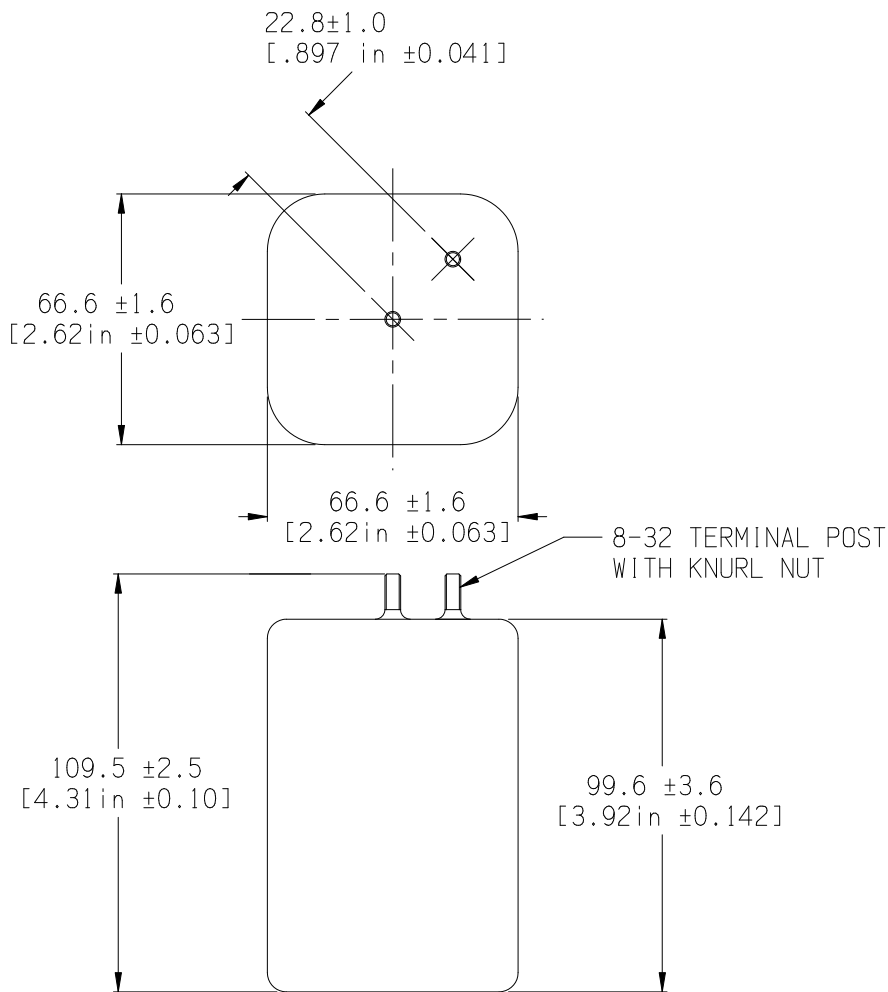 22.8±1.0
[.897 in ±0.041]
66.6 ±1.6
[2.62in ±0.063]
66.6 ±1.6
[2.62in ±0.063]
8-32 TERMINAL POST
WITH KNURL NUT
109.5 ±2.5
[4.31in ±0.10]
99.6 ±3.6
[3.92in ±0.142]